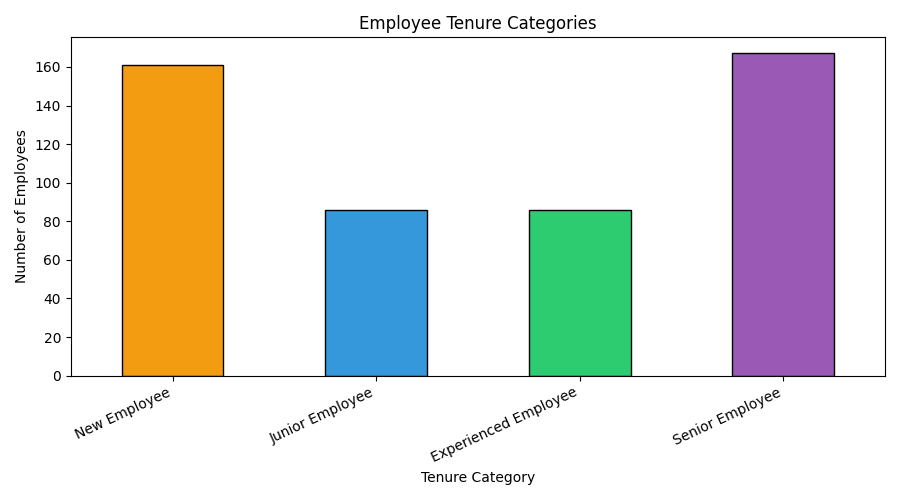 Employee Tenure Categories
Number of Employees
160
140
120
100
80
60
40
20
0
New Employee
Junior Employee
Experienced Employee
Senior Employee
Tenure Category